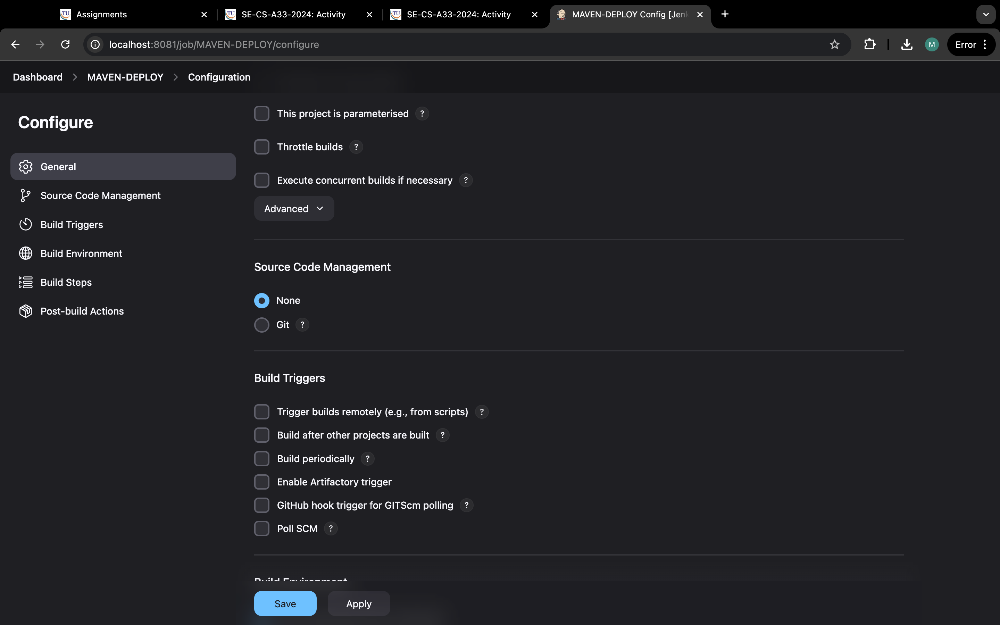 Assignments
SE-CS-A33-2024: Activity
SE-CS-A33-2024: Activity
MAVEN-DEPLOY Config [Jenk
localhost:8081/job/MAVEN-DEPLOY/configure
M
Error
Dashboard
MAVEN-DEPLOY
Configuration
Configure
General
Source Code Management
Build Triggers
Build Environment
Build Steps
Post-build Actions
This project is parameterised ?
Throttle builds ?
Execute concurrent builds if necessary ?
Advanced
Source Code Management
None
Git ?
Build Triggers
Trigger builds remotely (e.g., from scripts) ?
Build after other projects are built ?
Build periodically ?
Enable Artifactory trigger
GitHub hook trigger for GITScm polling ?
Poll SCM ?
Build Environment
Save
Apply